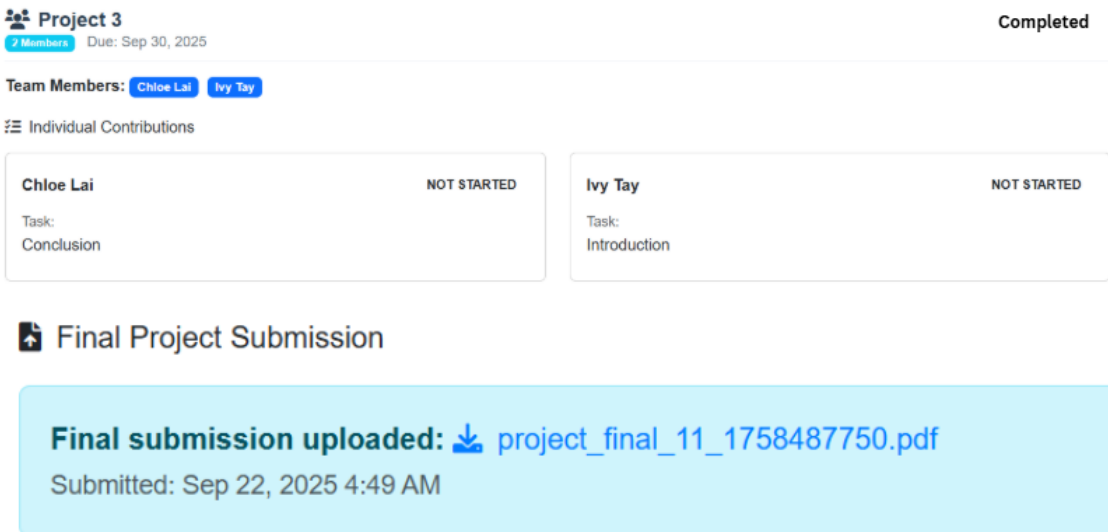 Project 3
Completed
2 Members Due: Sep 30, 2025
Team Members: Chloe Lai Ivy Tay
Individual Contributions
Chloe Lai NOT STARTED
Task:
Conclusion
Ivy Tay NOT STARTED
Task:
Introduction
Final Project Submission
Final submission uploaded: project_final_11_1758487750.pdf
Submitted: Sep 22, 2025 4:49 AM